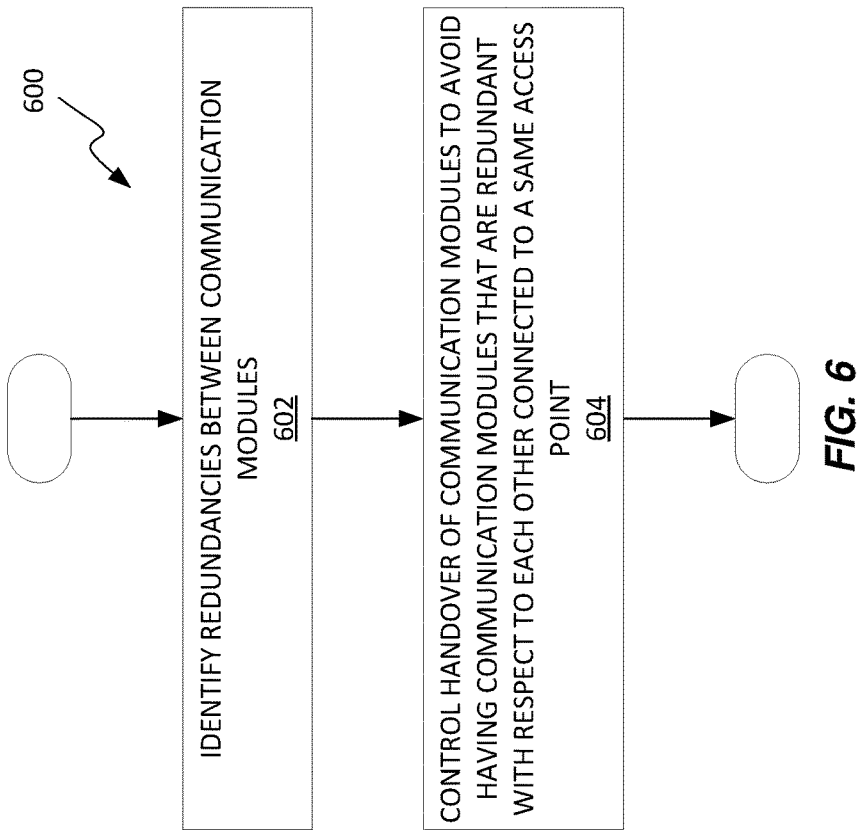 600
IDENTIFY REDUNDANCIES BETWEEN COMMUNICATION
MODULES
602
CONTROL HANDOVER OF COMMUNICATION MODULES TO AVOID
HAVING COMMUNICATION MODULES THAT ARE REDUNDANT
WITH RESPECT TO EACH OTHER CONNECTED TO A SAME ACCESS
POINT
604
FIG. 6